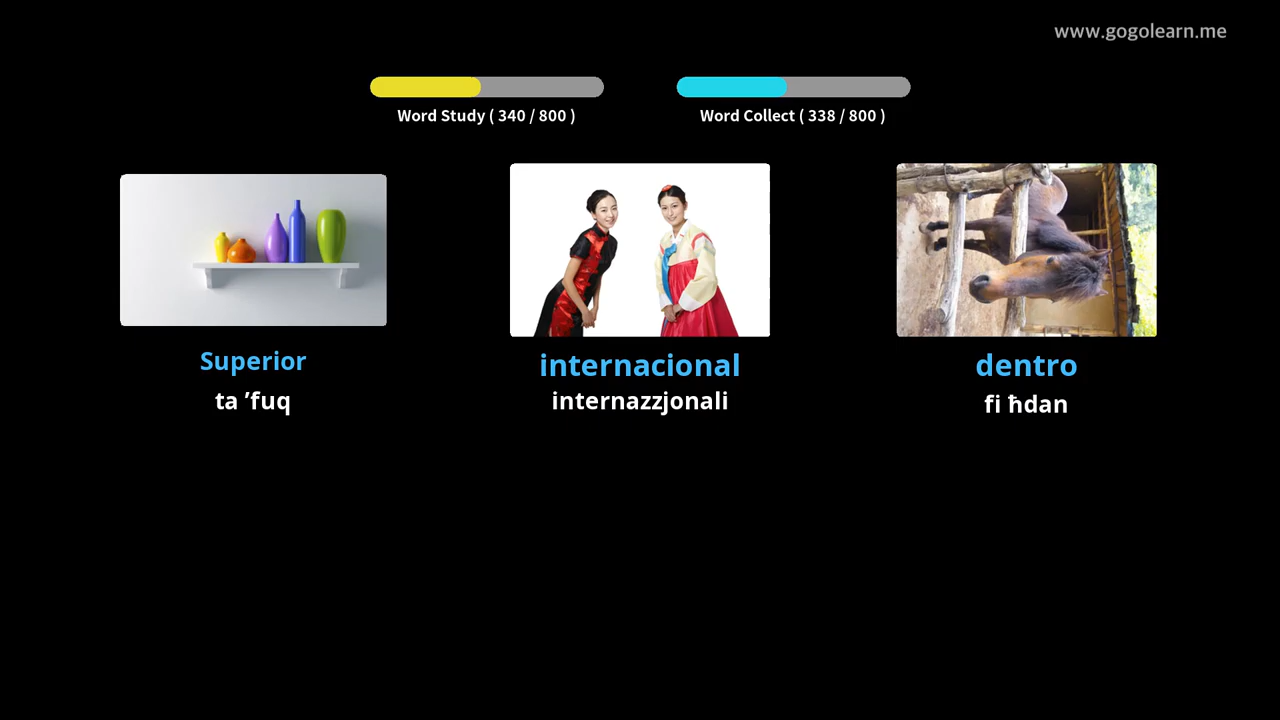 www.gogolearn.me
Word Study ( 340 / 800 )
Word Collect ( 338 / 800 )
Superior
ta ’fuq
internacional
internazzjonali
dentro
fi ħdan